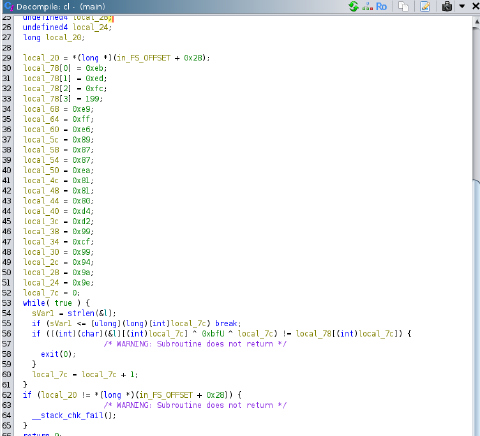 Decompile: cl - (main)
Ro
25 undefined4 local_28;
26 undefined4 local_24;
27 long local_20;
28
29 local_20 = *(long *)(in_FS_OFFSET + 0x28);
30 local_78[0] = 0xeb;
31 local_78[1] = 0xed;
32 local_78[2] = 0xfc;
33 local_78[3] = 199;
34 local_68 = 0xe9;
35 local_64 = 0xff;
36 local_60 = 0xe6;
37 local_5c = 0x89;
38 local_58 = 0x87;
39 local_54 = 0x87;
40 local_50 = 0xea;
41 local_4c = 0x81;
42 local_48 = 0x81;
43 local_44 = 0x80;
44 local_40 = 0xd4;
45 local_3c = 0xd2;
46 local_38 = 0x99;
47 local_34 = 0xcf;
48 local_30 = 0x99;
49 local_2c = 0x94;
50 local_28 = 0x9a;
51 local_24 = 0x9e;
52 local_7c = 0;
53 while( true ) {
54 sVar1 = strlen(&l);
55 if (sVar1 <= (ulong)(long)(int)local_7c) break;
56 if (((int)(char)(&l)[(int)local_7c] ^ 0xbfU ^ local_7c) != local_78[(int)local_7c]) {
57 /* WARNING: Subroutine does not return */
58 exit(0);
59 }
60 local_7c = local_7c + 1;
61 }
62 if (local_20 != *(long *)(in_FS_OFFSET + 0x28)) {
63 /* WARNING: Subroutine does not return */
64 __stack_chk_fail();
65 }
66 return 0;